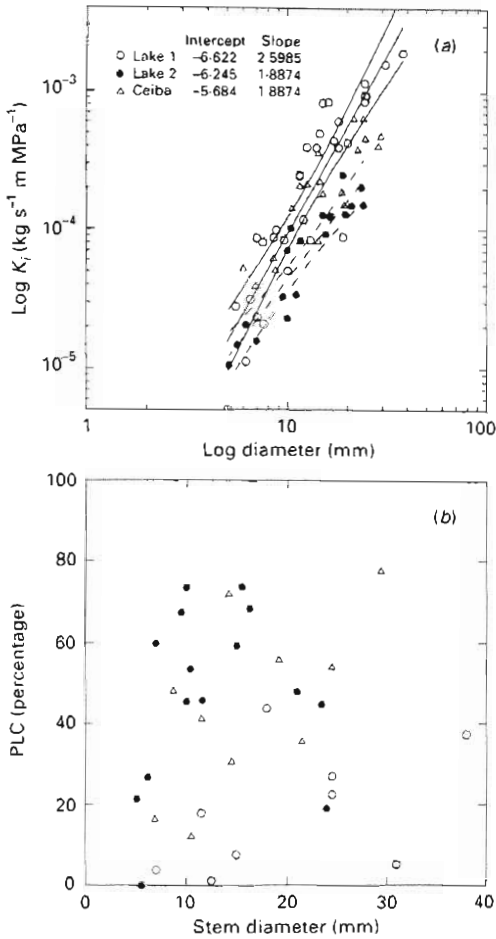 (a)
Intercept Slope
○ Lake 1 −6·622 2·5985
● Lake 2 −6·245 1·8874
△ Ceiba −5·684 1·8874
10⁻³
10⁻⁴
10⁻⁵
Log Kᵢ (kg s⁻¹ m MPa⁻¹)
1 10 100
Log diameter (mm)
(b)
100
80
60
40
20
0
PLC (percentage)
0 10 20 30 40
Stem diameter (mm)